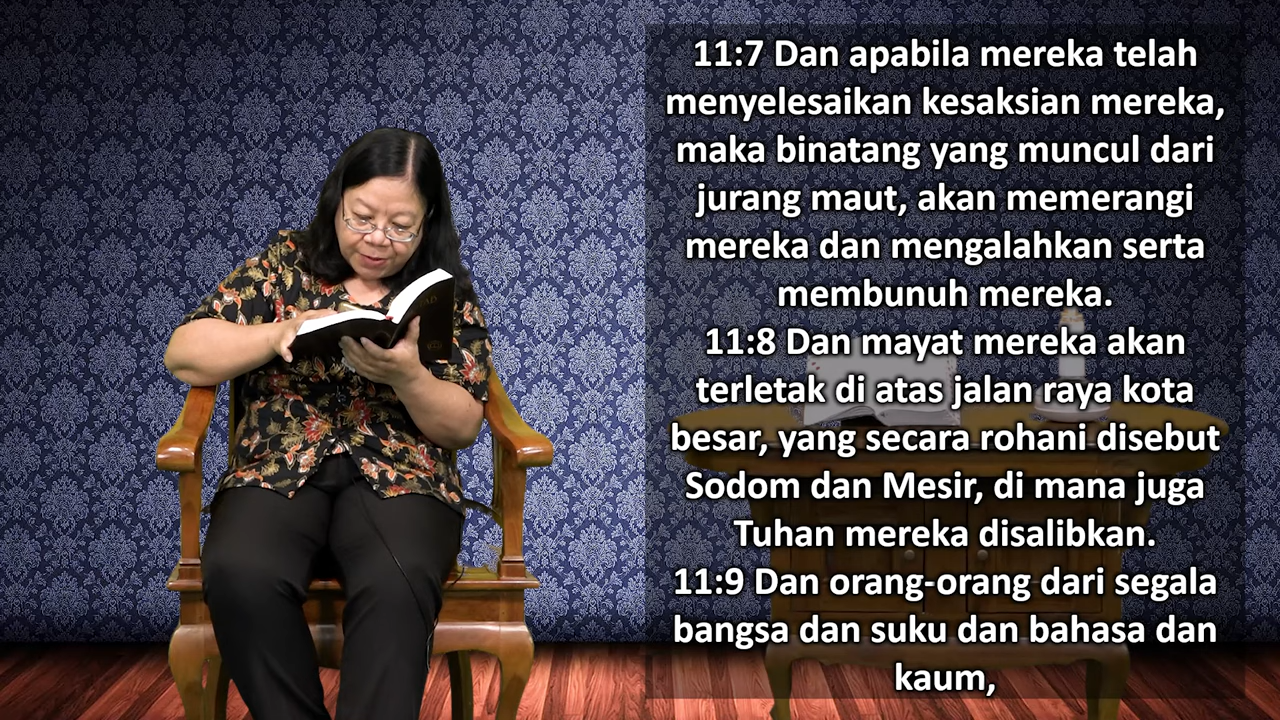 11:7 Dan apabila mereka telah
menyelesaikan kesaksian mereka,
maka binatang yang muncul dari
jurang maut, akan memerangi
mereka dan mengalahkan serta
membunuh mereka.
11:8 Dan mayat mereka akan
terletak di atas jalan raya kota
besar, yang secara rohani disebut
Sodom dan Mesir, di mana juga
Tuhan mereka disalibkan.
11:9 Dan orang-orang dari segala
bangsa dan suku dan bahasa dan
kaum,